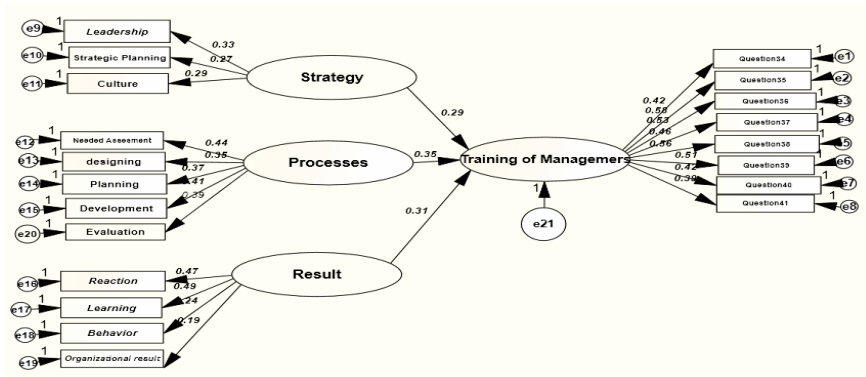 e9 1 Leadership
e10 1 Strategic Planning
e11 1 Culture
0.33
0.27
0.29
Strategy
0.29
e12 1 Needed Assesment
e13 1 designing
e14 1 Planning
e15 1 Development
e20 1 Evaluation
0.44
0.35
0.37
0.41
0.39
Processes
0.35
e16 1 Reaction
e17 1 Learning
e18 1 Behavior
e19 1 Organizational result
0.47
0.49
0.24
0.19
Result
0.31
Training of Managemers
1
e21
0.42
0.58
0.53
0.46
0.56
0.51
0.42
0.39
Question34 1 e1
Question35 1 e2
Question36 1 e3
Question37 1 e4
Question38 1 e5
Question39 1 e6
Question40 1 e7
Question41 1 e8